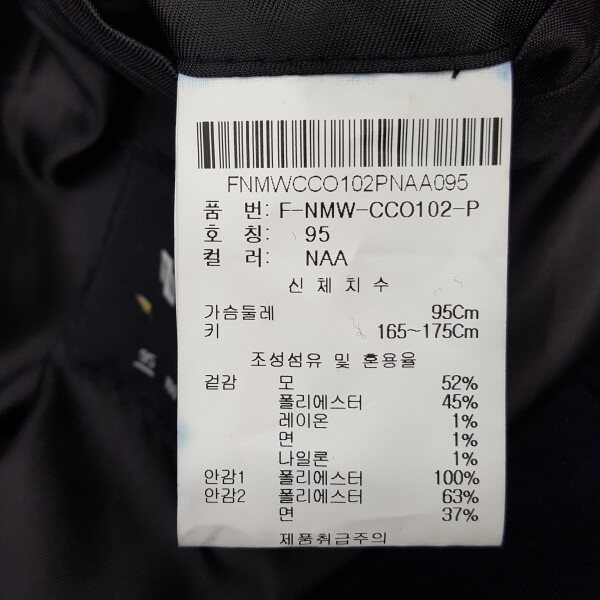 FNMWCCO102PNAA095
품 번: F-NMW-CCO102-P
호 칭: 95
컬 러: NAA
신체치수
가슴둘레 95Cm
키 165~175Cm
조성섬유 및 혼용율
겉감 모 52%
폴리에스터 45%
레이온 1%
면 1%
나일론 1%
안감1 폴리에스터 100%
안감2 폴리에스터 63%
면 37%
제품취급주의